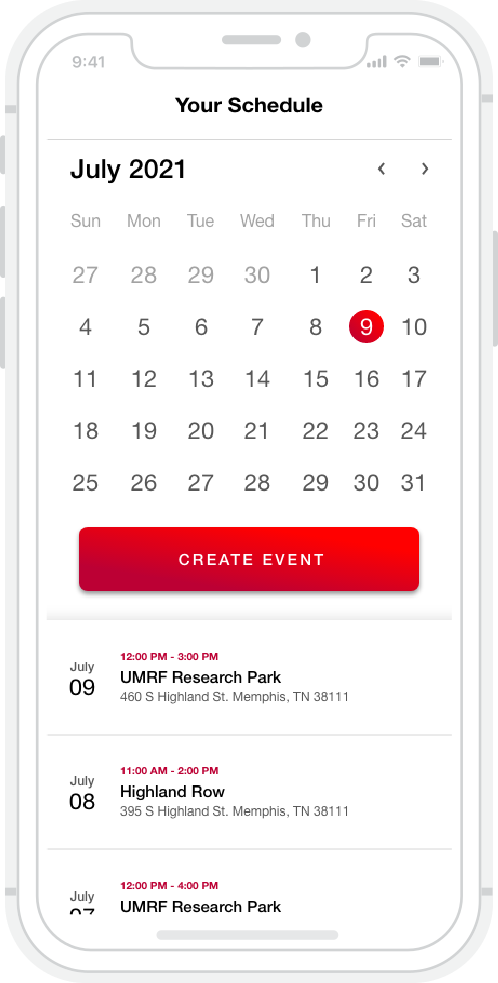 9:41
Your Schedule
July 2021
Sun Mon Tue Wed Thu Fri Sat
27 28 29 30 1 2 3
4 5 6 7 8 9 10
11 12 13 14 15 16 17
18 19 20 21 22 23 24
25 26 27 28 29 30 31
CREATE EVENT
12:00 PM - 3:00 PM
July
UMRF Research Park
09
460 S Highland St. Memphis, TN 38111
11:00 AM - 2:00 PM
July
Highland Row
08
395 S Highland St. Memphis, TN 38111
12:00 PM - 4:00 PM
July
UMRF Research Park